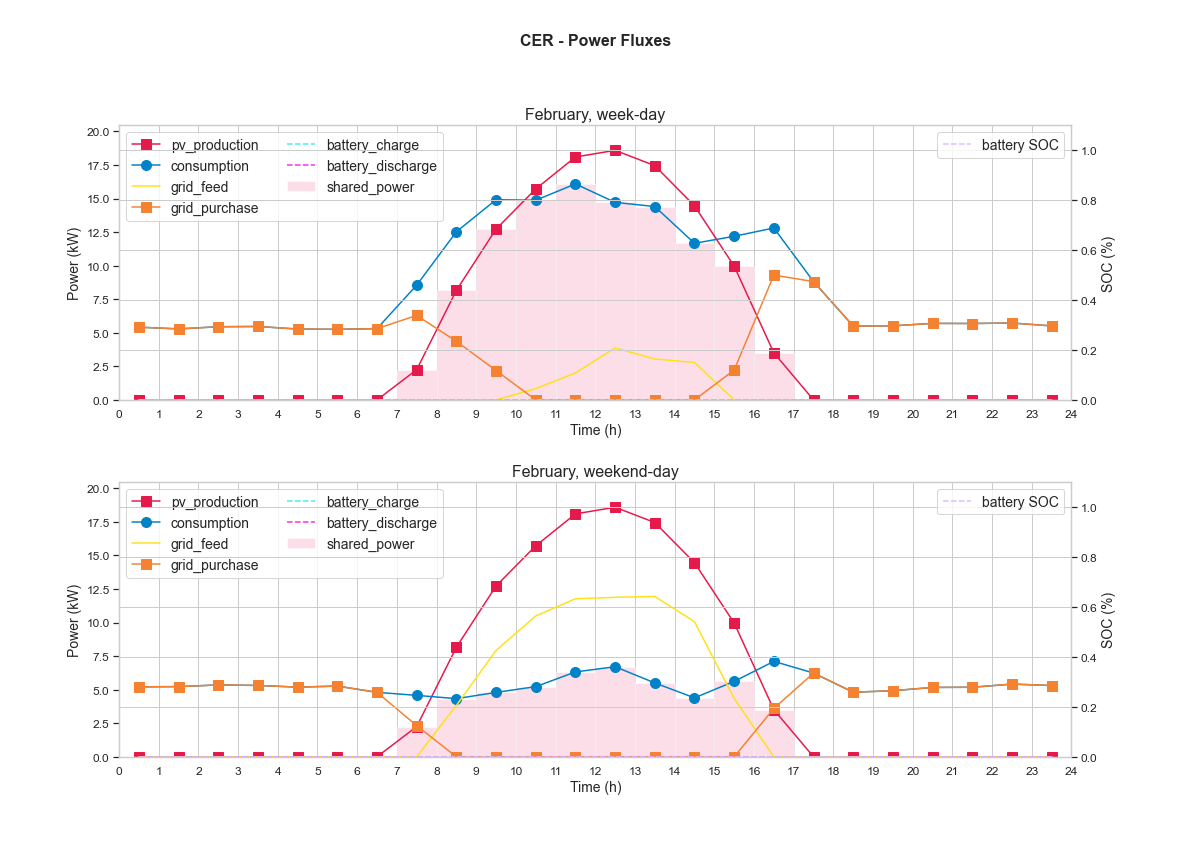 CER - Power Fluxes
February, week-day
pv_production
consumption
grid_feed
grid_purchase
battery_charge
battery_discharge
shared_power
battery SOC
Power (kW)
20.0
17.5
15.0
12.5
10.0
7.5
5.0
2.5
0.0
SOC (%)
1.0
0.8
0.6
0.4
0.2
0.0
0 1 2 3 4 5 6 7 8 9 10 11 12 13 14 15 16 17 18 19 20 21 22 23 24
Time (h)
February, weekend-day
pv_production
consumption
grid_feed
grid_purchase
battery_charge
battery_discharge
shared_power
battery SOC
Power (kW)
20.0
17.5
15.0
12.5
10.0
7.5
5.0
2.5
0.0
SOC (%)
1.0
0.8
0.6
0.4
0.2
0.0
0 1 2 3 4 5 6 7 8 9 10 11 12 13 14 15 16 17 18 19 20 21 22 23 24
Time (h)